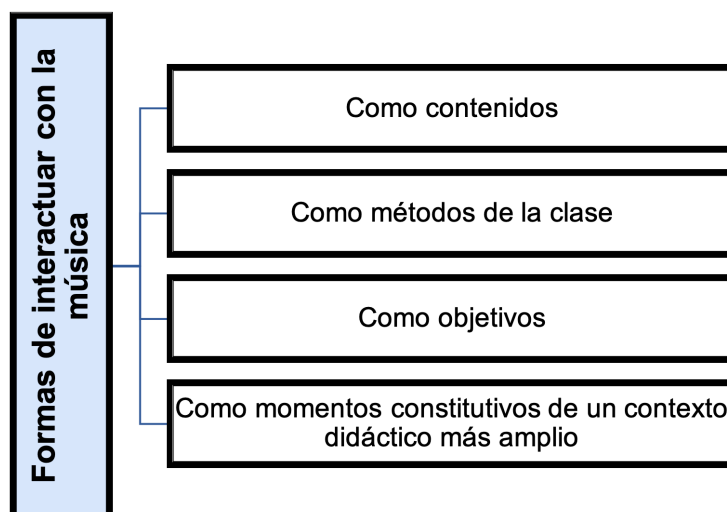 Formas de interactuar con la
música
Como contenidos
Como métodos de la clase
Como objetivos
Como momentos constitutivos de un contexto
didáctico más amplio